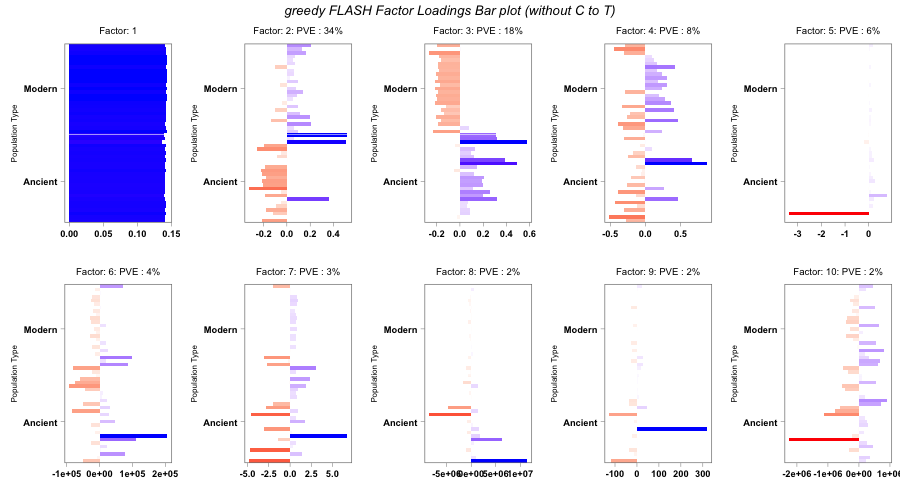 greedy FLASH Factor Loadings Bar plot (without C to T)
Factor: 1
Factor: 2: PVE : 34%
Factor: 3: PVE : 18%
Factor: 4: PVE : 8%
Factor: 5: PVE : 6%
Population Type
Modern
Ancient
0.00 0.05 0.10 0.15
Population Type
Modern
Ancient
-0.2 0.0 0.2 0.4
Population Type
Modern
Ancient
-0.2 0.0 0.2 0.4 0.6
Population Type
Modern
Ancient
-0.5 0.0 0.5
Population Type
Modern
Ancient
-3 -2 -1 0
Factor: 6: PVE : 4%
Factor: 7: PVE : 3%
Factor: 8: PVE : 2%
Factor: 9: PVE : 2%
Factor: 10: PVE : 2%
Population Type
Modern
Ancient
-1e+05 0e+00 1e+05 2e+05
Population Type
Modern
Ancient
-5.0 -2.5 0.0 2.5 5.0
Population Type
Modern
Ancient
-5e+06 0e+00 5e+06 1e+07
Population Type
Modern
Ancient
-100 0 100 200 300
Population Type
Modern
Ancient
-2e+06 -1e+06 0e+00 1e+06